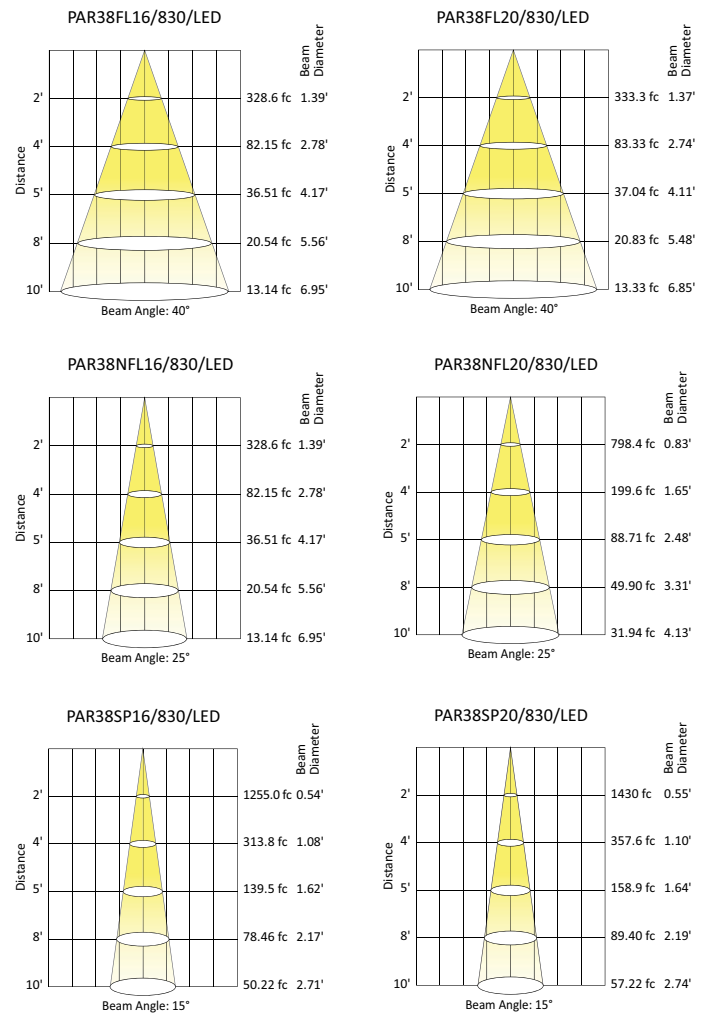 PAR38FL16/830/LED
Beam
Diameter
Distance
2' 328.6 fc 1.39'
4' 82.15 fc 2.78'
5' 36.51 fc 4.17'
8' 20.54 fc 5.56'
10' 13.14 fc 6.95'
Beam Angle: 40°
PAR38FL20/830/LED
Beam
Diameter
Distance
2' 333.3 fc 1.37'
4' 83.33 fc 2.74'
5' 37.04 fc 4.11'
8' 20.83 fc 5.48'
10' 13.33 fc 6.85'
Beam Angle: 40°
PAR38NFL16/830/LED
Beam
Diameter
Distance
2' 328.6 fc 1.39'
4' 82.15 fc 2.78'
5' 36.51 fc 4.17'
8' 20.54 fc 5.56'
10' 13.14 fc 6.95'
Beam Angle: 25°
PAR38NFL20/830/LED
Beam
Diameter
Distance
2' 798.4 fc 0.83'
4' 199.6 fc 1.65'
5' 88.71 fc 2.48'
8' 49.90 fc 3.31'
10' 31.94 fc 4.13'
Beam Angle: 25°
PAR38SP16/830/LED
Beam
Diameter
Distance
2' 1255.0 fc 0.54'
4' 313.8 fc 1.08'
5' 139.5 fc 1.62'
8' 78.46 fc 2.17'
10' 50.22 fc 2.71'
Beam Angle: 15°
PAR38SP20/830/LED
Beam
Diameter
Distance
2' 1430 fc 0.55'
4' 357.6 fc 1.10'
5' 158.9 fc 1.64'
8' 89.40 fc 2.19'
10' 57.22 fc 2.74'
Beam Angle: 15°